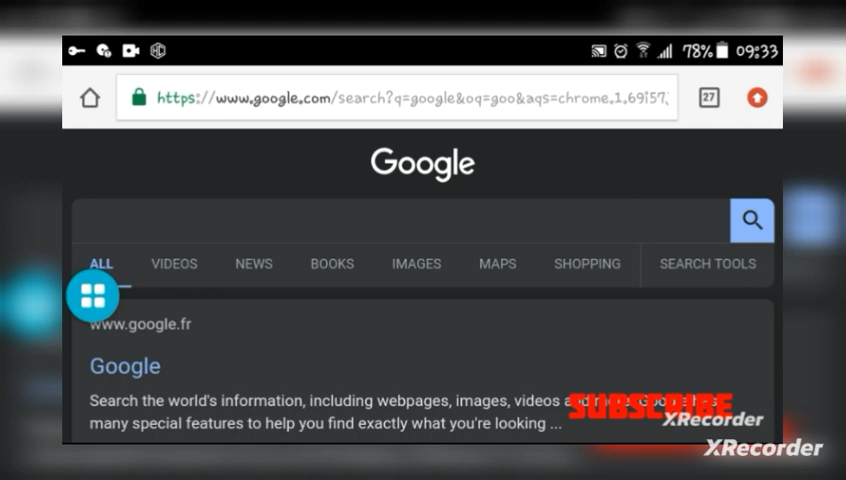 78% 09:33
https://www.google.com/search?q=google&oq=goo&aqs=chrome.1.69i57
27
Google
ALL VIDEOS NEWS BOOKS IMAGES MAPS SHOPPING SEARCH TOOLS
www.google.fr
Google
Search the world's information, including webpages, images, videos
many special features to help you find exactly what you're looking ...
SUBSCRIBE
XRecorder
XRecorder